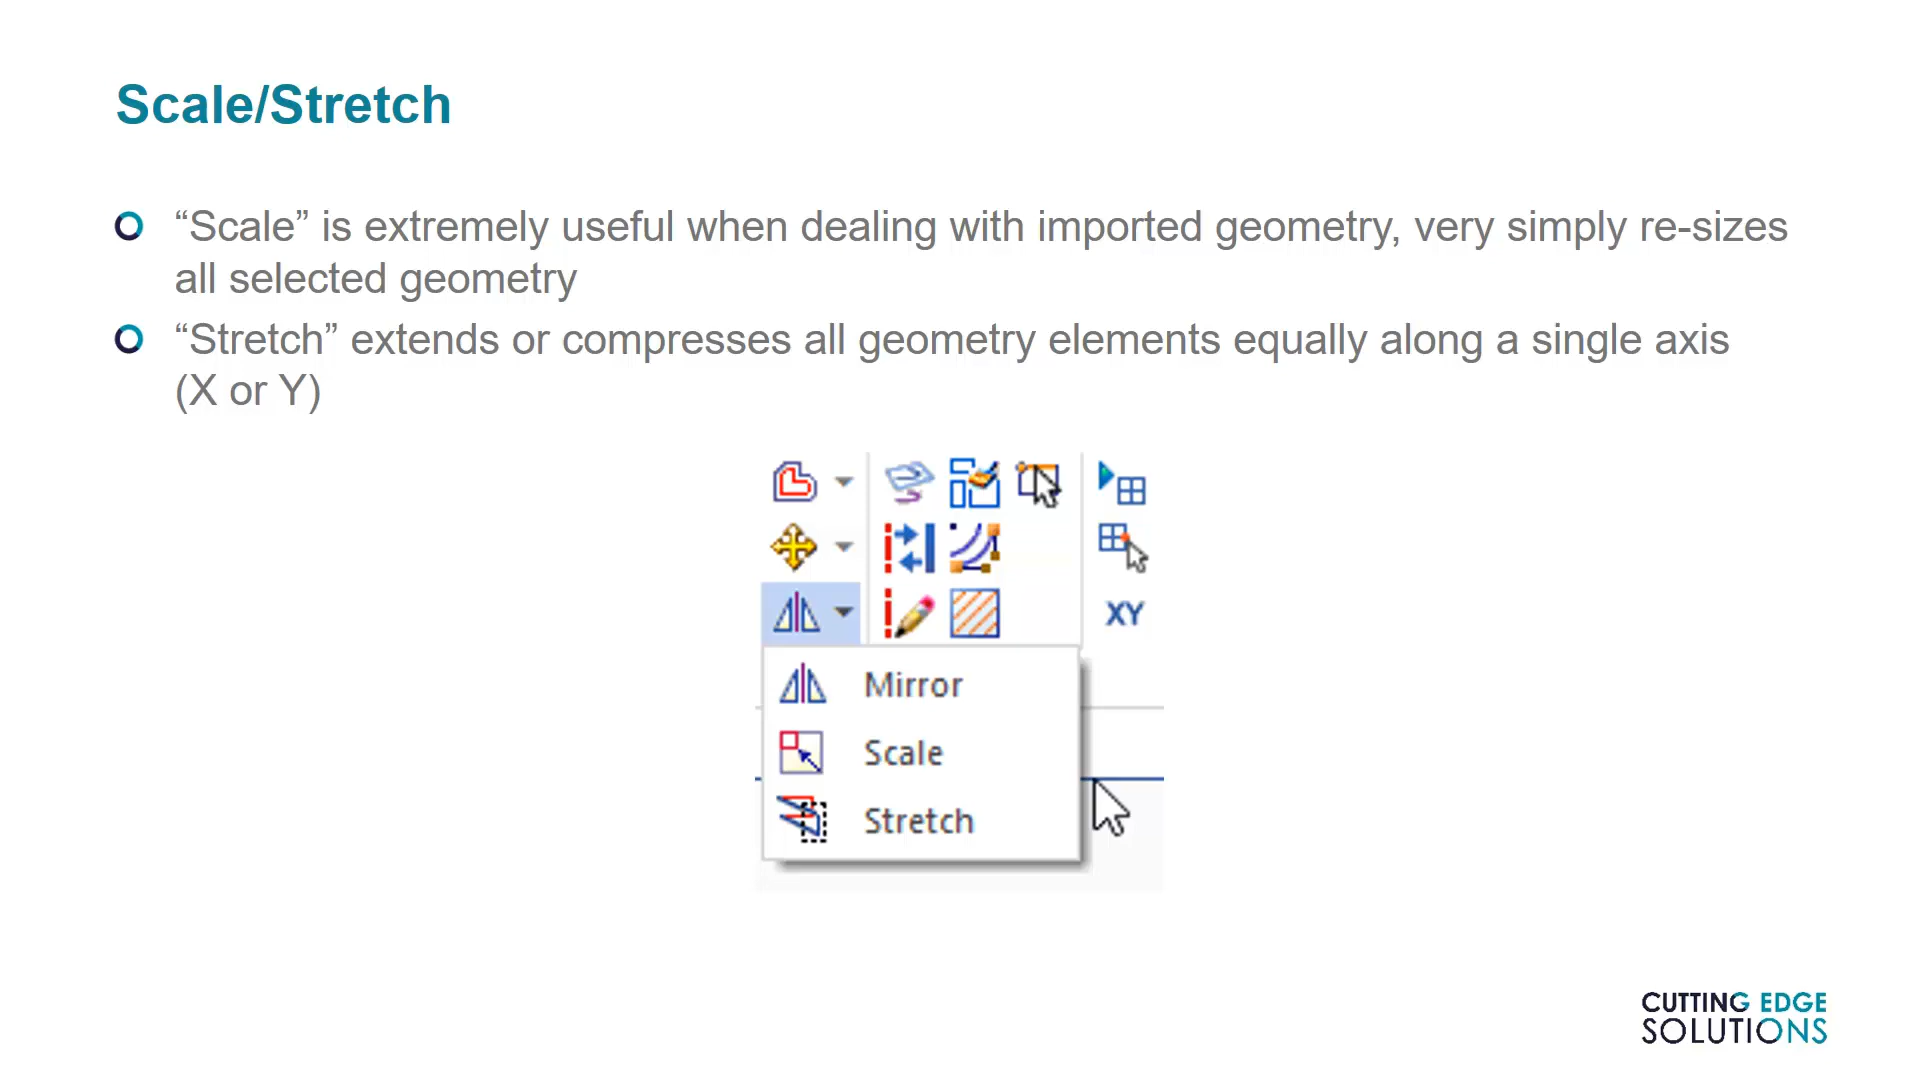 Scale/Stretch
“Scale” is extremely useful when dealing with imported geometry, very simply re-sizes
all selected geometry
“Stretch” extends or compresses all geometry elements equally along a single axis
(X or Y)
XY
Mirror
Scale
Stretch
CUTTING EDGE
SOLUTIONS